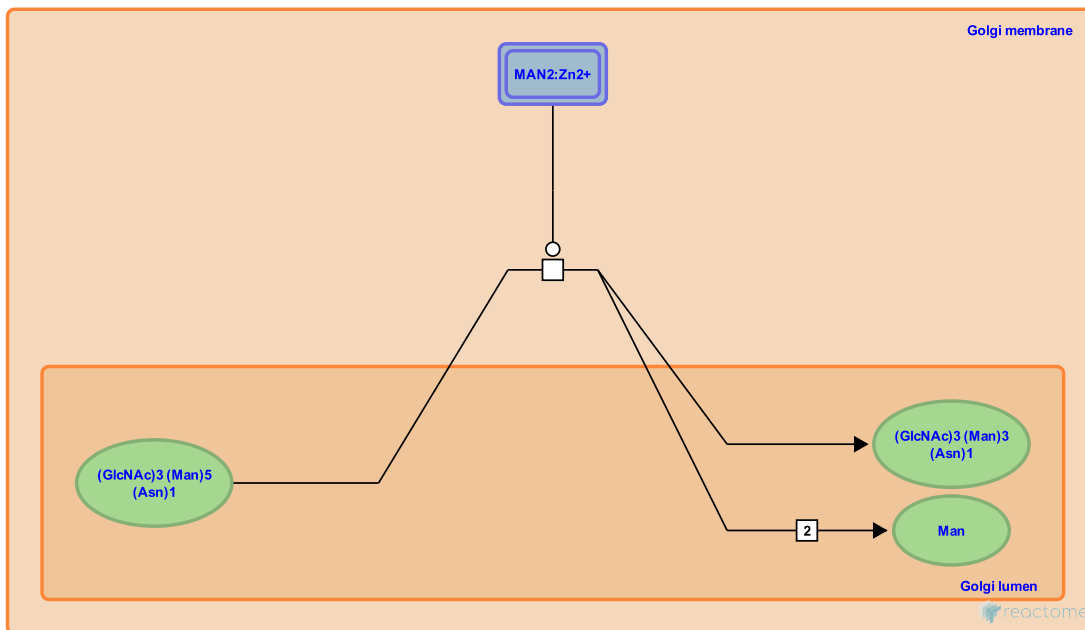 Golgi membrane
MAN2:Zn2+
(GlcNAc)3 (Man)5
(Asn)1
(GlcNAc)3 (Man)3
(Asn)1
2
Man
Golgi lumen
reactome